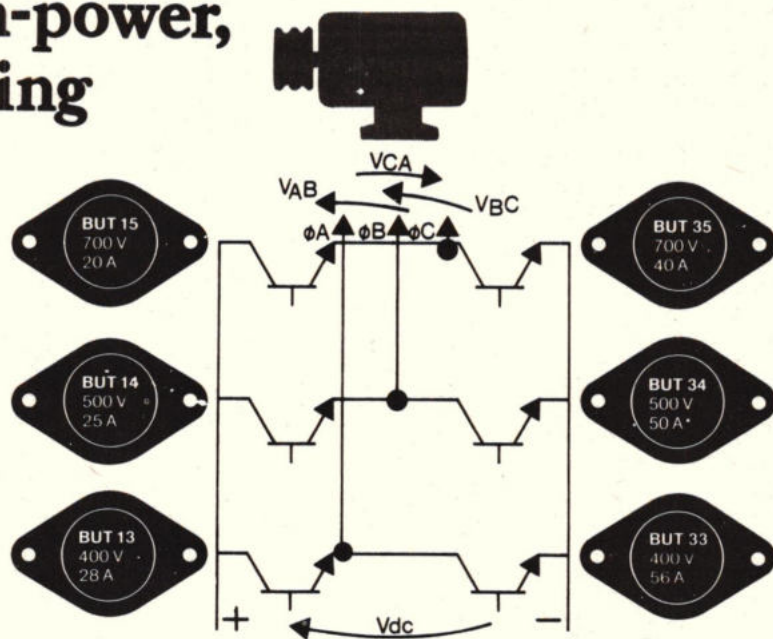 -power,
ing
VCA
VAB
VBC
φA φB φC
BUT 15
700 V
20 A
BUT 35
700 V
40 A
BUT 14
500 V
25 A
BUT 34
500 V
50 A
BUT 13
400 V
28 A
BUT 33
400 V
56 A
+
Vdc
−